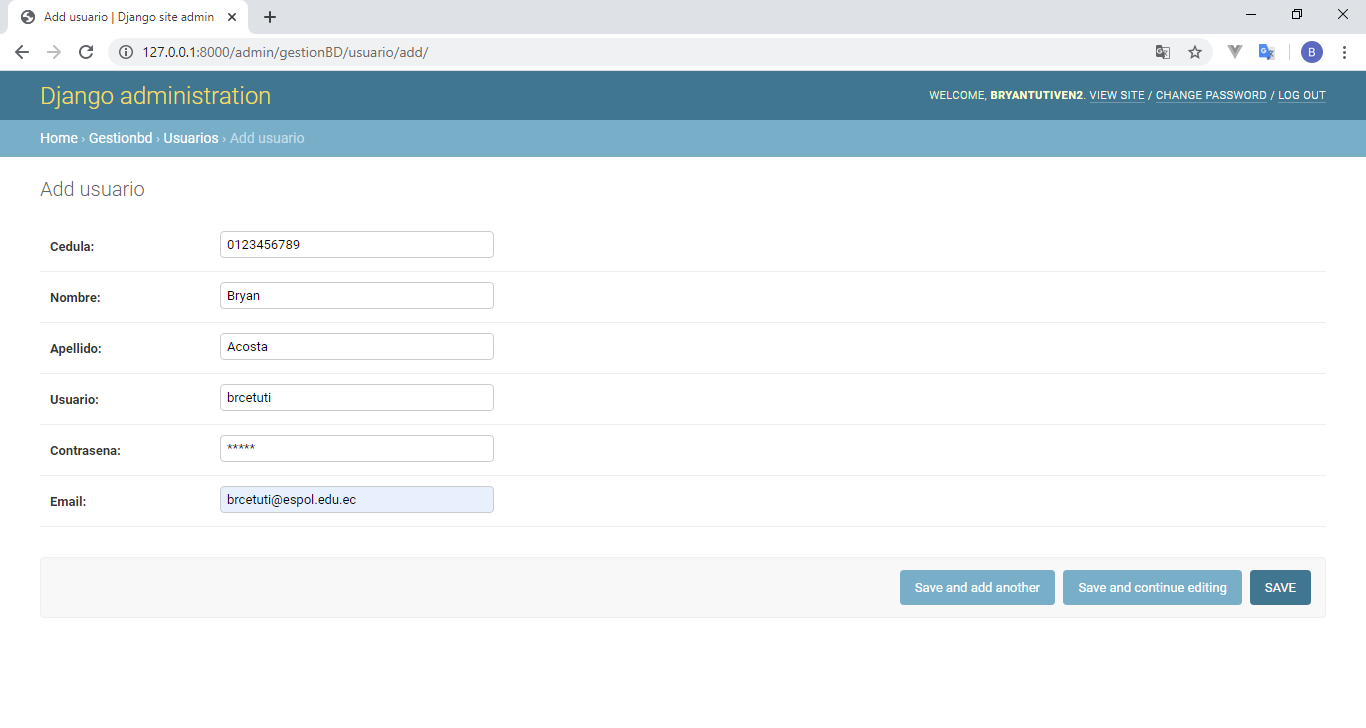 Add usuario | Django site admin
127.0.0.1:8000/admin/gestionBD/usuario/add/
B
Django administration
WELCOME, BRYANTUTIVEN2. VIEW SITE / CHANGE PASSWORD / LOG OUT
Home › Gestionbd › Usuarios › Add usuario
Add usuario
Cedula: 0123456789
Nombre: Bryan
Apellido: Acosta
Usuario: brcetuti
Contrasena: *****
Email: brcetuti@espol.edu.ec
Save and add another Save and continue editing SAVE